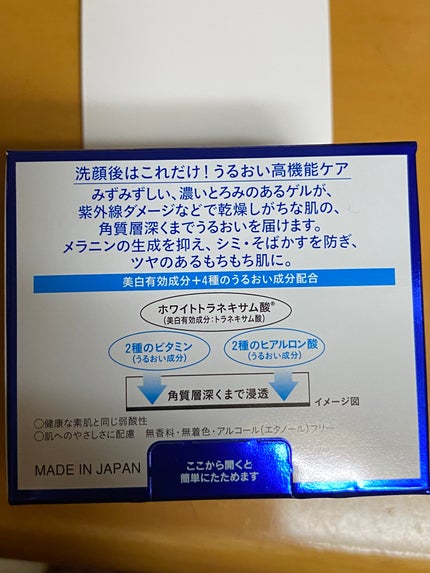 洗顔後はこれだけ!うるおい高機能ケア
みずみずしい、濃いとろみのあるゲルが、
紫外線ダメージなどで乾燥しがちな肌の、
角質層深くまでうるおいを届けます。
メラニンの生成を抑え、シミ・そばかすを防ぎ、
ツヤのあるもちもち肌に。
美白有効成分+4種のうるおい成分配合
ホワイトトラネキサム酸®
(美白有効成分:トラネキサム酸)
2種のビタミン
(うるおい成分)
2種のヒアルロン酸
(うるおい成分)
角質層深くまで浸透
イメージ図
○健康な素肌と同じ弱酸性
○肌へのやさしさに配慮 無香料・無着色・アルコール(エタノール)フリー
MADE IN JAPAN
ここから開くと
簡単にたためます